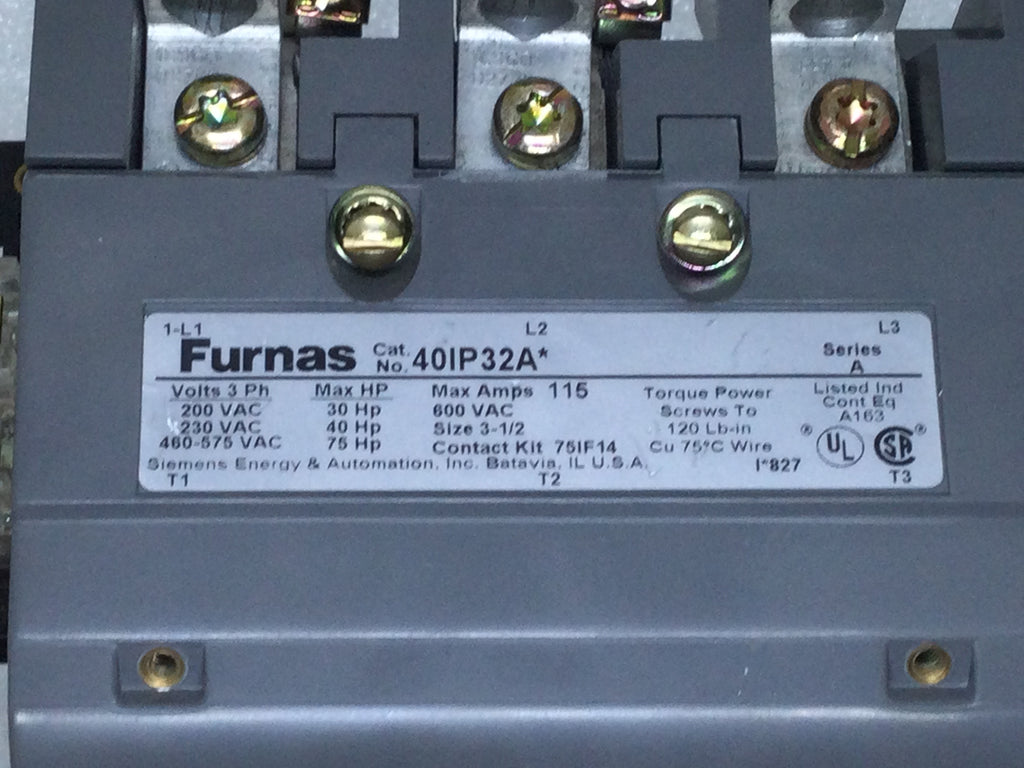 1-L1 L2 L3
Furnas Cat. No. 40IP32A* Series A
Volts 3 Ph Max HP Max Amps 115 Torque Power Listed Ind
200 VAC 30 Hp 600 VAC Screws To Cont Eq
230 VAC 40 Hp Size 3-1/2 120 Lb-in A163
460-575 VAC 75 Hp Contact Kit 75IF14 Cu 75°C Wire ® UL SA ®
Siemens Energy & Automation, Inc. Batavia, IL U.S.A. I*827
T1 T2 T3